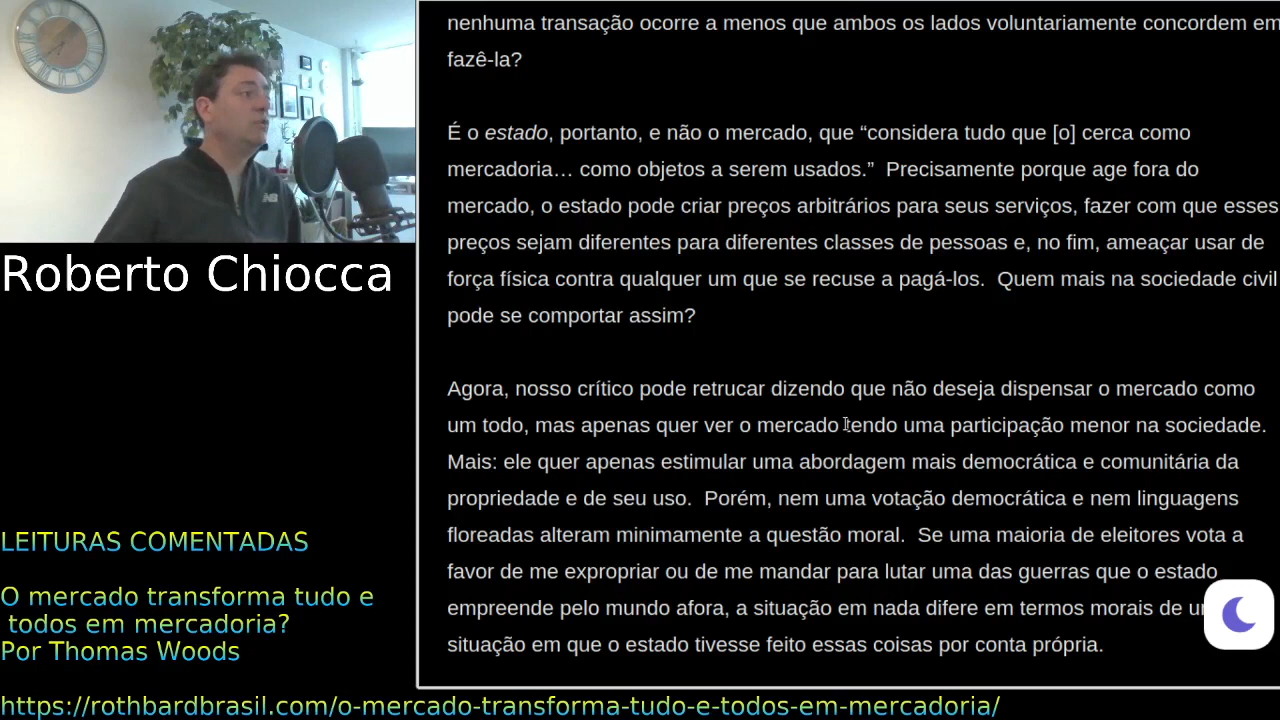 nenhuma transação ocorre a menos que ambos os lados voluntariamente concordem em
fazê-la?
É o estado, portanto, e não o mercado, que “considera tudo que [o] cerca como
mercadoria… como objetos a serem usados.” Precisamente porque age fora do
mercado, o estado pode criar preços arbitrários para seus serviços, fazer com que esses
preços sejam diferentes para diferentes classes de pessoas e, no fim, ameaçar usar de
força física contra qualquer um que se recuse a pagá-los. Quem mais na sociedade civil
pode se comportar assim?
Agora, nosso crítico pode retrucar dizendo que não deseja dispensar o mercado como
um todo, mas apenas quer ver o mercado tendo uma participação menor na sociedade.
Mais: ele quer apenas estimular uma abordagem mais democrática e comunitária da
propriedade e de seu uso. Porém, nem uma votação democrática e nem linguagens
floreadas alteram minimamente a questão moral. Se uma maioria de eleitores vota a
favor de me expropriar ou de me mandar para lutar uma das guerras que o estado
empreende pelo mundo afora, a situação em nada difere em termos morais de
situação em que o estado tivesse feito essas coisas por conta própria.
Roberto Chiocca
LEITURAS COMENTADAS
O mercado transforma tudo e
todos em mercadoria?
Por Thomas Woods
https://rothbardbrasil.com/o-mercado-transforma-tudo-e-todos-em-mercadoria/